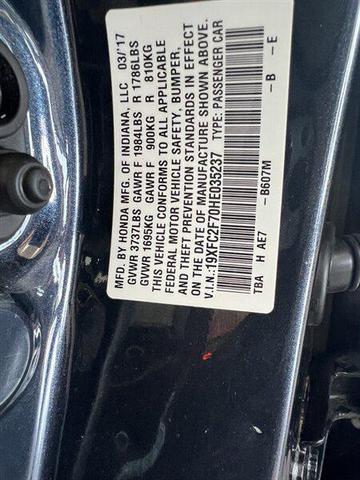 MFD. BY HONDA MFG. OF INDIANA, LLC 03/'17
GVWR 3737LBS GAWR F 1984LBS R 1786LBS
GVWR 1695KG GAWR F 900KG R 810KG
THIS VEHICLE CONFORMS TO ALL APPLICABLE
FEDERAL MOTOR VEHICLE SAFETY, BUMPER,
AND THEFT PREVENTION STANDARDS IN EFFECT
ON THE DATE OF MANUFACTURE SHOWN ABOVE.
V.I.N.:19XFC2F70HE035237 TYPE: PASSENGER CAR
TBA H AE7 -B607M -B -E